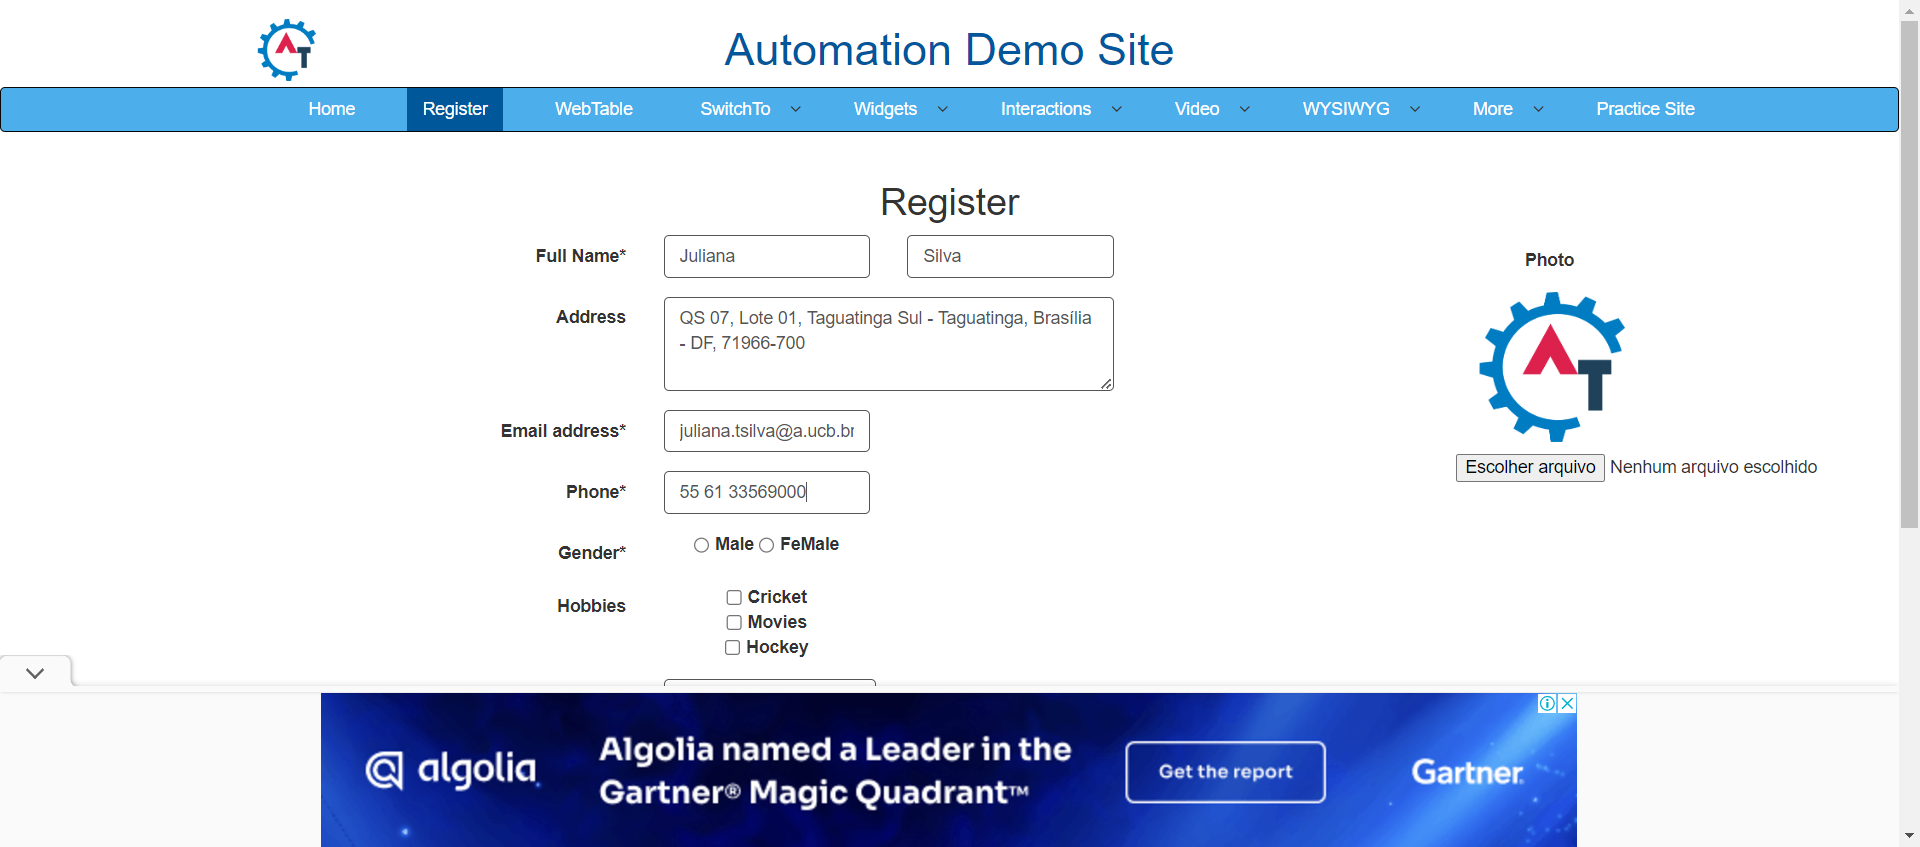 AT
Automation Demo Site
Home Register WebTable SwitchTo Widgets Interactions Video WYSIWYG More Practice Site
Register
Full Name* Juliana Silva
Photo
Address QS 07, Lote 01, Taguatinga Sul - Taguatinga, Brasília
- DF, 71966-700
AT
Email address* juliana.tsilva@a.ucb.br
Escolher arquivo Nenhum arquivo escolhido
Phone* 55 61 33569000
Gender* Male FeMale
Hobbies Cricket
Movies
Hockey
algolia
Algolia named a Leader in the
Gartner® Magic Quadrant™
Get the report
Gartner